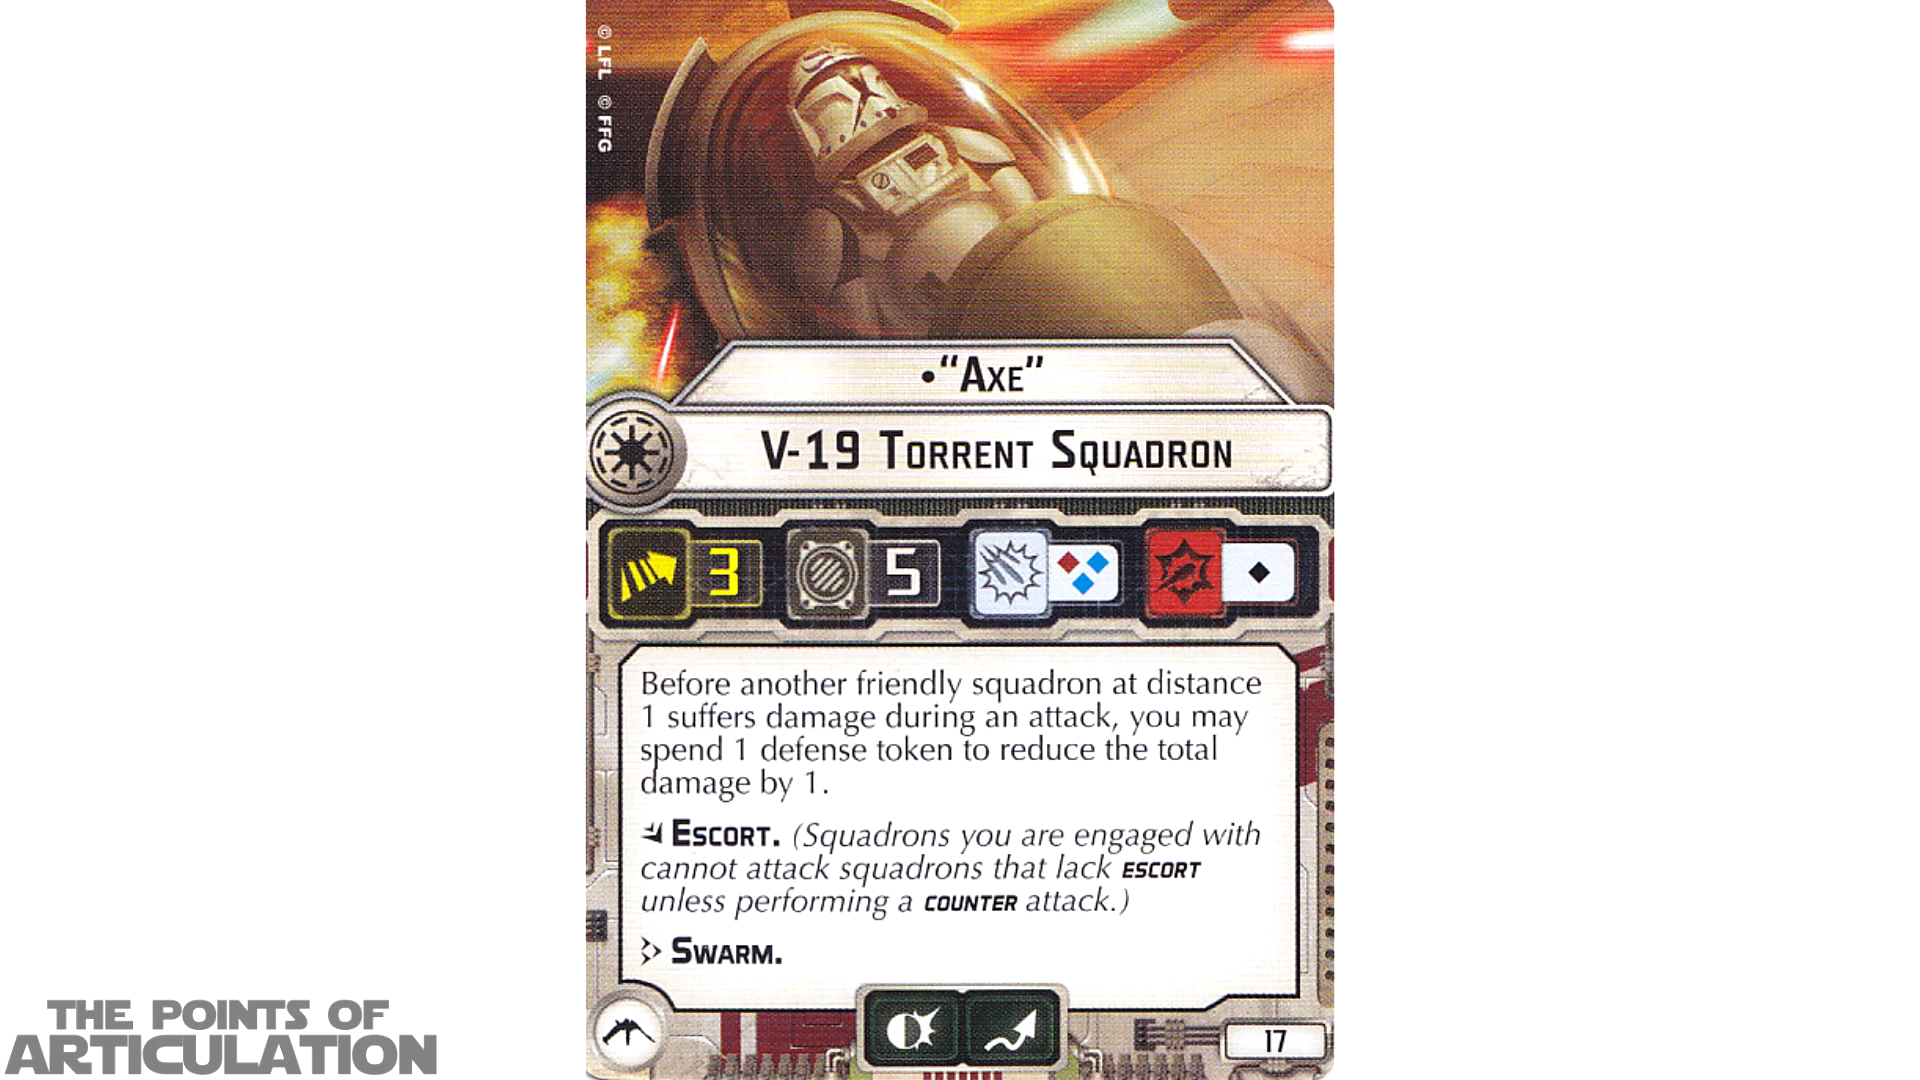 © LFL © FFG
•“Axe”
V-19 Torrent Squadron
3 5
Before another friendly squadron at distance
1 suffers damage during an attack, you may
spend 1 defense token to reduce the total
damage by 1.
Escort. (Squadrons you are engaged with
cannot attack squadrons that lack escort
unless performing a counter attack.)
Swarm.
17
THE POINTS OF
ARTICULATION